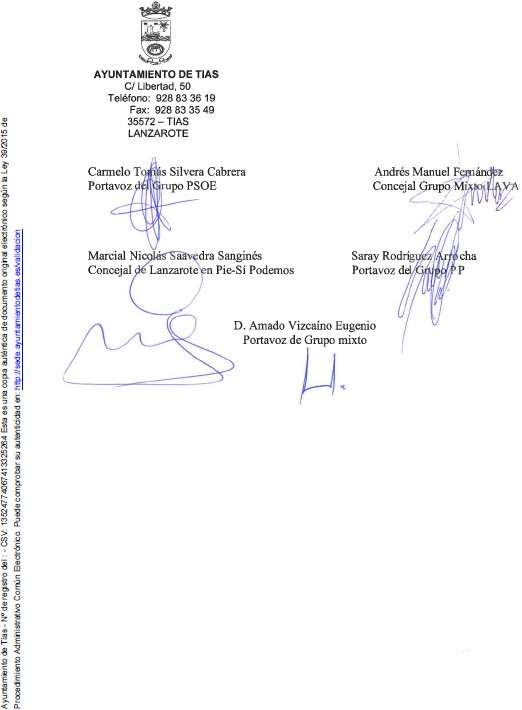 AYUNTAMIENTO DE TIAS
C/ Libertad, 50
Teléfono: 928 83 36 19
Fax: 928 83 35 49
35572 – TIAS
LANZAROTE
Carmelo Tomás Silvera Cabrera
Portavoz del Grupo PSOE
Andrés Manuel Fernández
Concejal Grupo Mixto LAVA
Marcial Nicolás Saavedra Sanginés
Concejal de Lanzarote en Pie-Sí Podemos
Saray Rodríguez Arrocha
Portavoz del Grupo PP
D. Amado Vizcaíno Eugenio
Portavoz de Grupo mixto
Ayuntamiento de Tías - Nº de registro del : - CSV: 13524774067413325264 Esta es una copia auténtica de documento original electrónico según la Ley 39/2015 de
Procedimiento Administrativo Común Electrónico. Puede comprobar su autenticidad en: http://sede.ayuntamientodetias.es/validacion